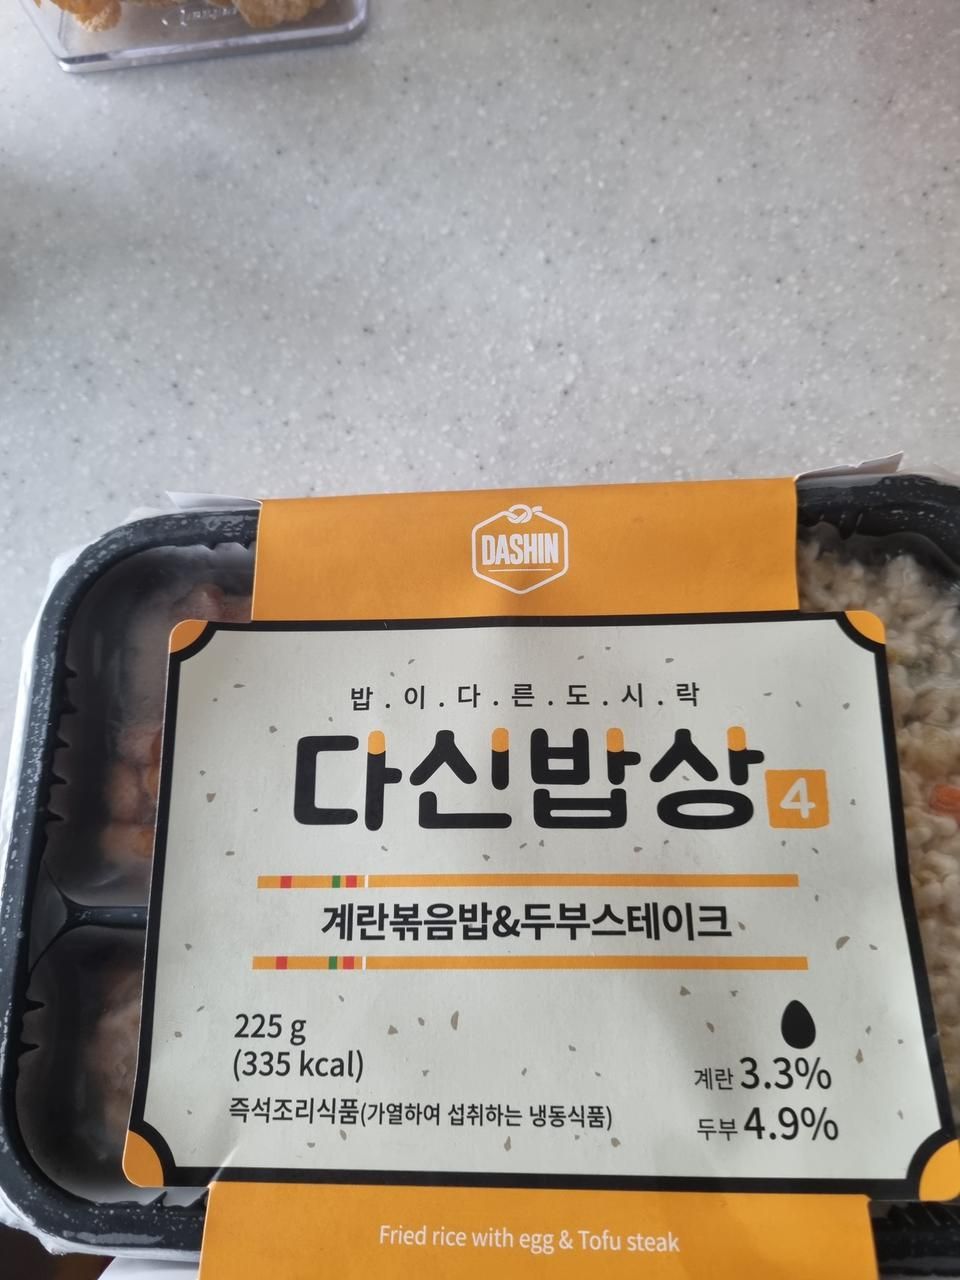 DASHIN
밥.이.다.른.도.시.락
다신밥상 4
계란볶음밥&두부스테이크
225 g
(335 kcal)
즉석조리식품(가열하여 섭취하는 냉동식품)
계란 3.3%
두부 4.9%
Fried rice with egg & Tofu steak